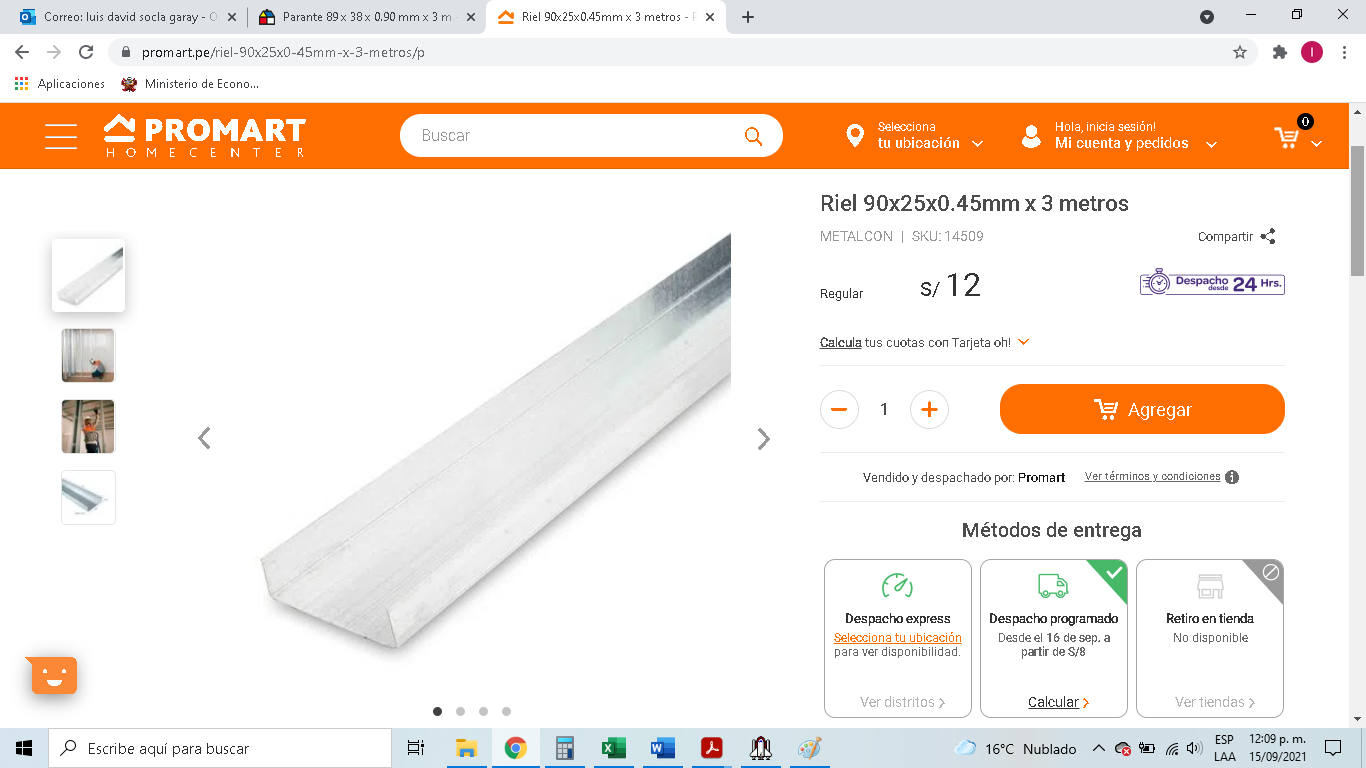 Correo: luis david socla garay - O
Parante 89 x 38 x 0.90 mm x 3 m -
Riel 90x25x0.45mm x 3 metros - P
promart.pe/riel-90x25x0-45mm-x-3-metros/p
I
Aplicaciones
Ministerio de Econo...
PROMART
HOMECENTER
Buscar
Selecciona
tu ubicación
Hola, inicia sesión!
Mi cuenta y pedidos
0
Riel 90x25x0.45mm x 3 metros
METALCON | SKU: 14509
Compartir
Regular
S/ 12
Despacho desde 24 Hrs.
Calcula tus cuotas con Tarjeta oh!
1
Agregar
Vendido y despachado por: Promart
Ver términos y condiciones
Métodos de entrega
Despacho express
Selecciona tu ubicación
para ver disponibilidad.
Ver distritos
Despacho programado
Desde el 16 de sep. a
partir de S/8
Calcular
Retiro en tienda
No disponible
Ver tiendas
Escribe aquí para buscar
16°C Nublado
ESP
LAA
12:09 p. m.
15/09/2021